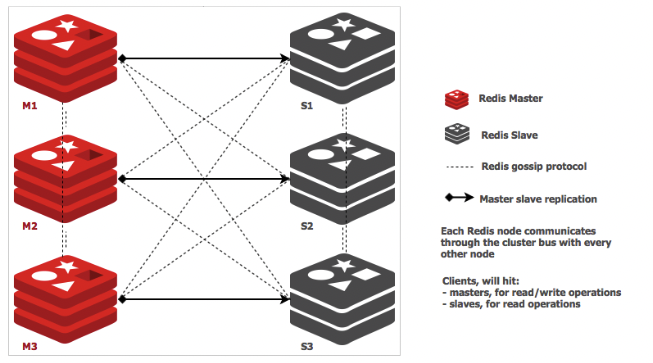 M1
S1
M2
S2
M3
S3
Redis Master
Redis Slave
Redis gossip protocol
Master slave replication
Each Redis node communicates
through the cluster bus with every
other node
Clients, will hit:
- masters, for read/write operations
- slaves, for read operations